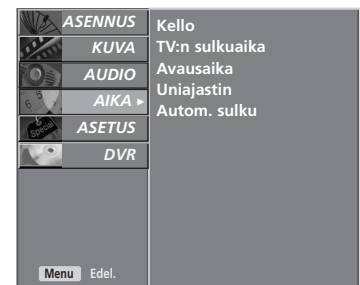 ASENNUS
KUVA
AUDIO
AIKA ►
ASETUS
DVR
Kello
TV:n sulkuaika
Avausaika
Uniajastin
Autom. sulku
Menu Edel.